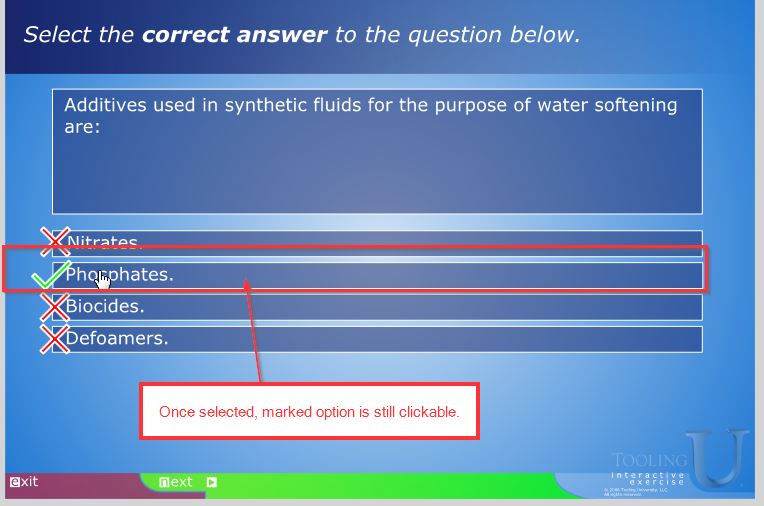 Select the correct answer to the question below.
Additives used in synthetic fluids for the purpose of water softening
are:
Nitrates.
Phosphates.
Biocides.
Defoamers.
Once selected, marked option is still clickable.
exit
next
TOOLING U
interactive
exercise
© 2006 Tooling University, LLC
All rights reserved.